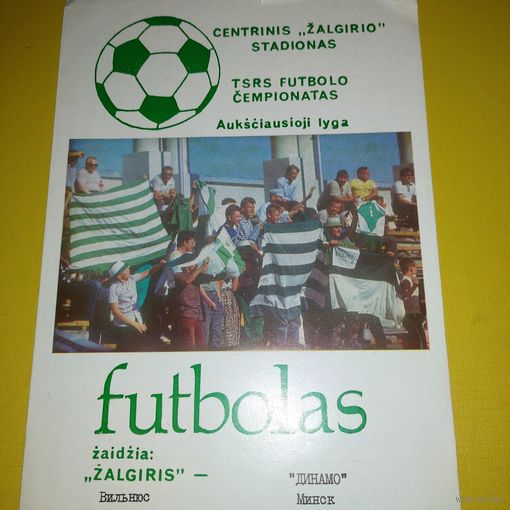 CENTRINIS „ŽALGIRIO”
STADIONAS
TSRS FUTBOLO
ČEMPIONATAS
Aukščiausioji lyga
futbolas
žaidžia:
„ŽALGIRIS” — "ДИНАМО"
Вильнюс Минск